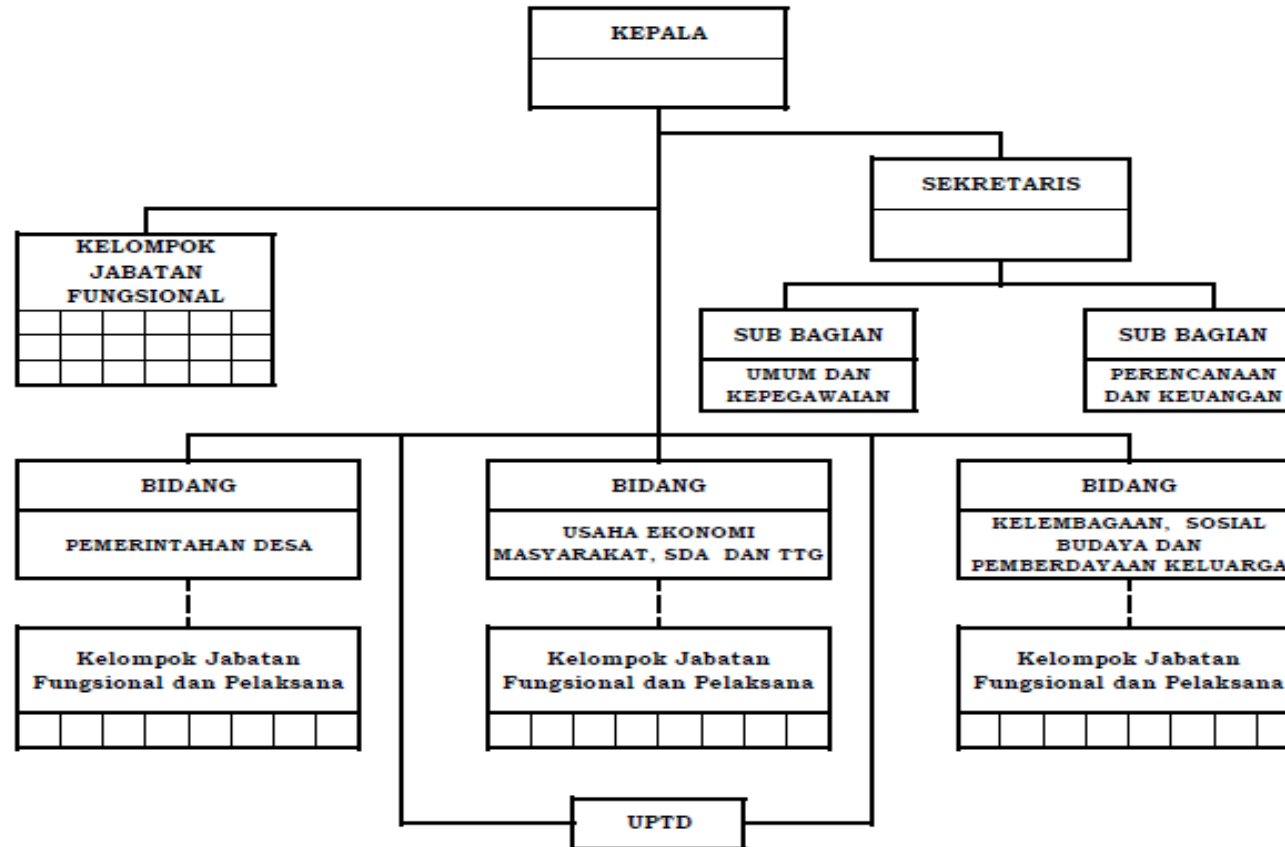 KEPALA
SEKRETARIS
KELOMPOK
JABATAN
FUNGSIONAL
SUB BAGIAN
UMUM DAN
KEPEGAWAIAN
SUB BAGIAN
PERENCANAAN
DAN KEUANGAN
BIDANG
PEMERINTAHAN DESA
BIDANG
USAHA EKONOMI
MASYARAKAT, SDA DAN TTG
BIDANG
KELEMBAGAAN, SOSIAL
BUDAYA DAN
PEMBERDAYAAN KELUARGA
Kelompok Jabatan
Fungsional dan Pelaksana
Kelompok Jabatan
Fungsional dan Pelaksana
Kelompok Jabatan
Fungsional dan Pelaksana
UPTD